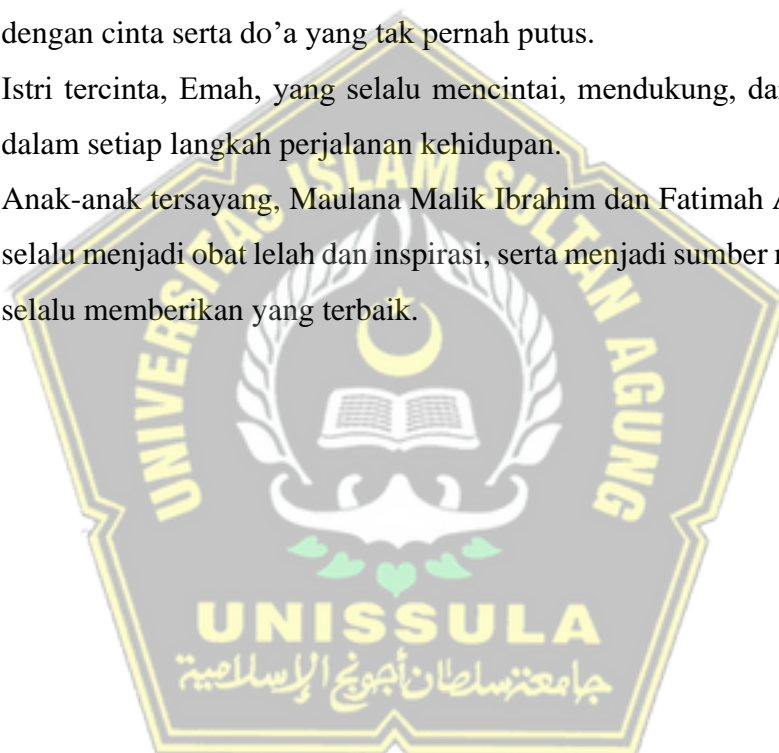 dengan cinta serta do’a yang tak pernah putus.
Istri tercinta, Emah, yang selalu mencintai, mendukung,
dalam setiap langkah perjalanan kehidupan.
Anak-anak tersayang, Maulana Malik Ibrahim dan Fatimah
selalu menjadi obat lelah dan inspirasi, serta menjadi sumber
selalu memberikan yang terbaik.
UNIVERSITAS ISLAM SULTAN AGUNG
UNISSULA
جامعة سلطان أجونج الإسلامية